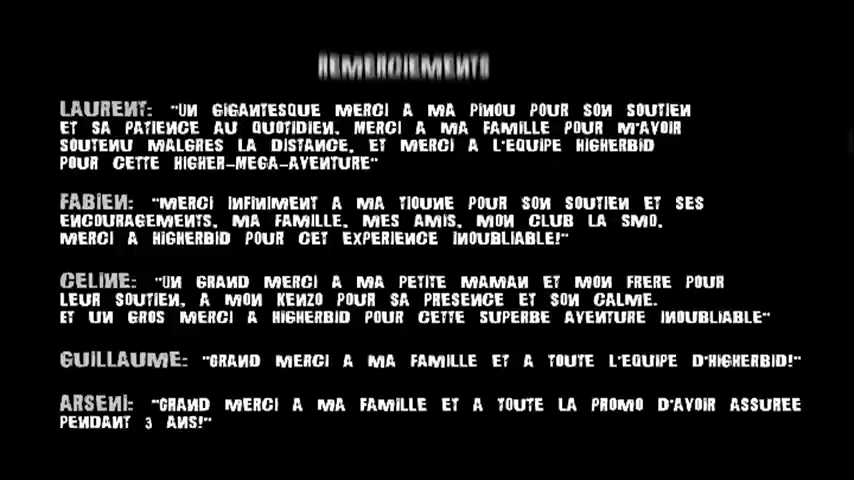 REMERCIEMENTS
LAURENT: "UN GIGANTESQUE MERCI A MA PINOU POUR SON SOUTIEN
ET SA PATIENCE AU QUOTIDIEN, MERCI A MA FAMILLE POUR M'AVOIR
SOUTENU MALGRES LA DISTANCE, ET MERCI A L'EQUIPE HIGHERBID
POUR CETTE HIGHER-MEGA-AVENTURE"
FABIEN: "MERCI INFINIMENT A MA TIOUNE POUR SON SOUTIEN ET SES
ENCOURAGEMENTS, MA FAMILLE, MES AMIS, MON CLUB LA SMO,
MERCI A HIGHERBID POUR CET EXPERIENCE INOUBLIABLE!"
CELINE: "UN GRAND MERCI A MA PETITE MAMAN ET MON FRERE POUR
LEUR SOUTIEN, A MON KENZO POUR SA PRESENCE ET SON CALME.
ET UN GROS MERCI A HIGHERBID POUR CETTE SUPERBE AVENTURE INOUBLIABLE"
GUILLAUME: "GRAND MERCI A MA FAMILLE ET A TOUTE L'EQUIPE D'HIGHERBID!"
ARSENI: "GRAND MERCI A MA FAMILLE ET A TOUTE LA PROMO D'AVOIR ASSUREE
PENDANT 3 ANS!"